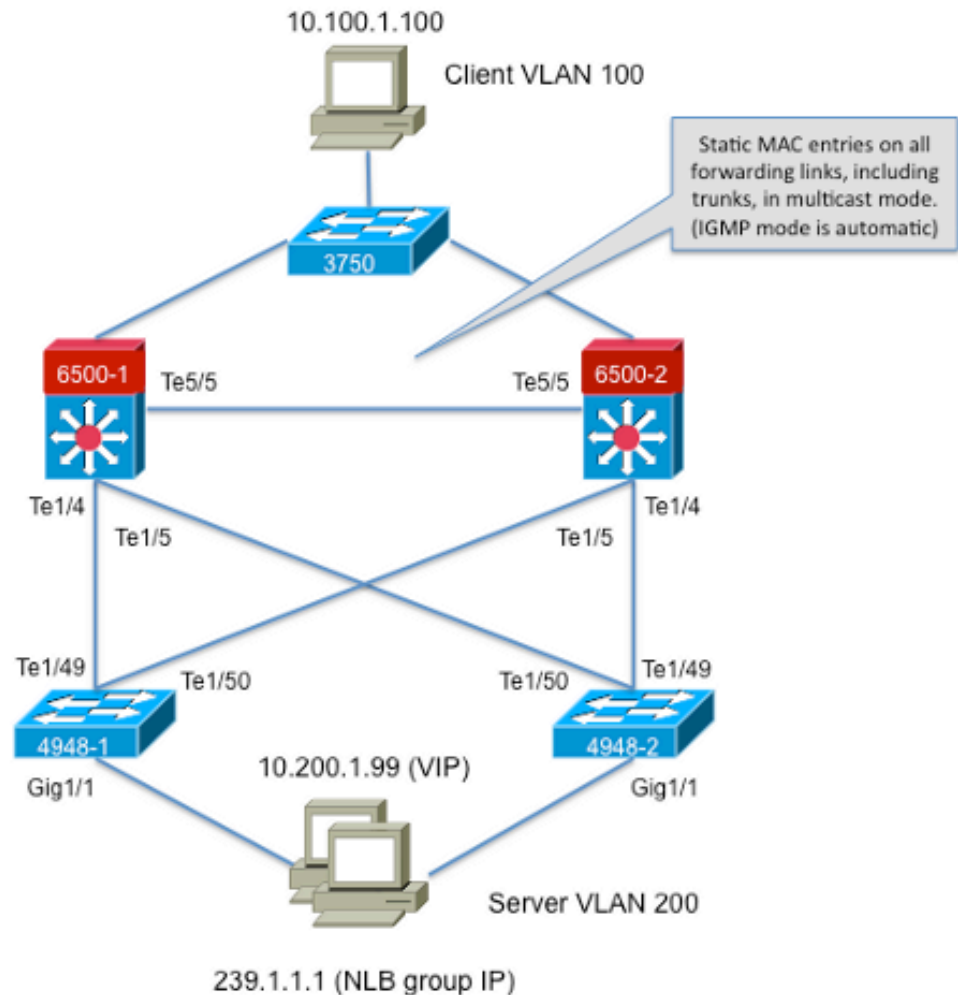 10.100.1.100
Client VLAN 100
Static MAC entries on all
forwarding links, including
trunks, in multicast mode.
(IGMP mode is automatic)
3750
6500-1
Te5/5
Te5/5
6500-2
Te1/4
Te1/5
Te1/5
Te1/4
Te1/49
Te1/50
Te1/50
Te1/49
4948-1
10.200.1.99 (VIP)
4948-2
Gig1/1
Gig1/1
Server VLAN 200
239.1.1.1 (NLB group IP)